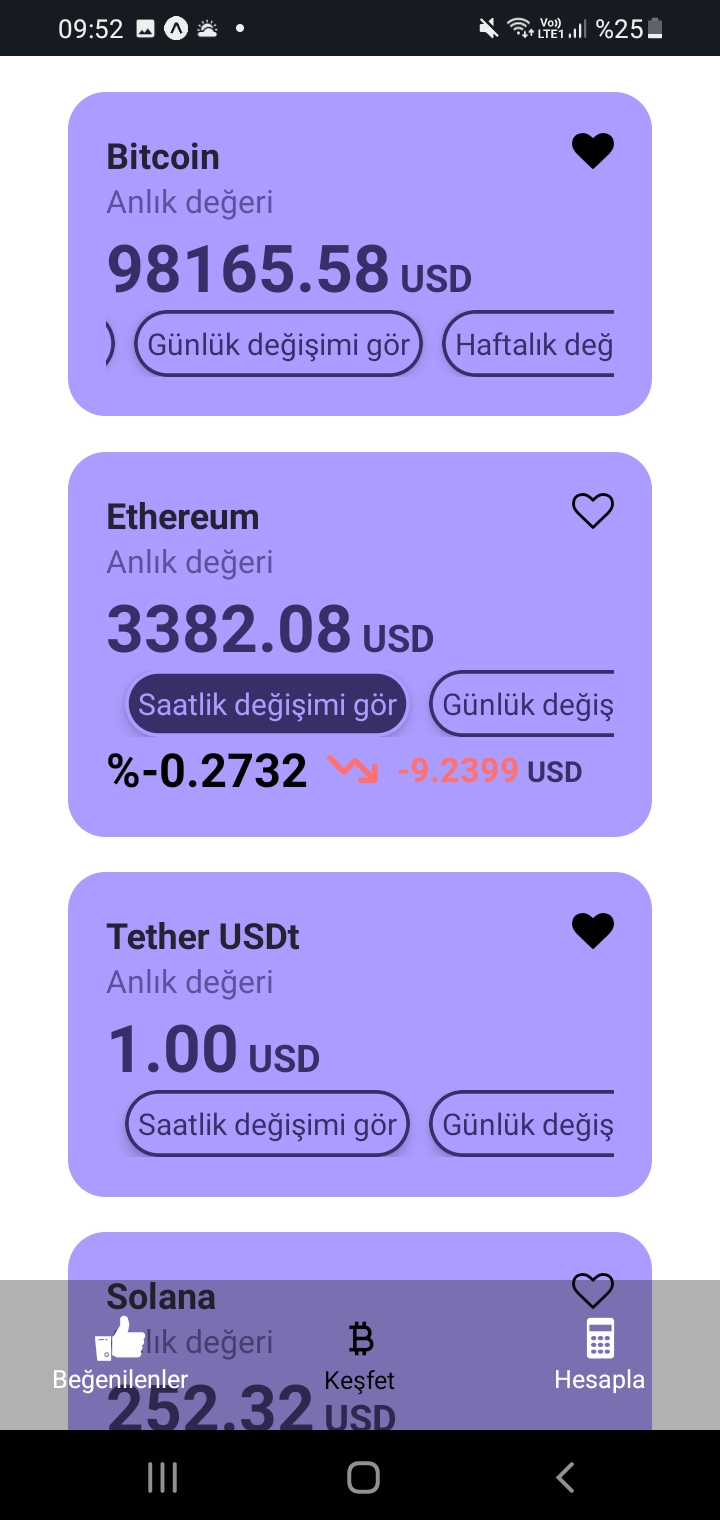 09:52 Vo)) LTE1 %25
Bitcoin
Anlık değeri
98165.58 USD
Günlük değişimi gör Haftalık değ
Ethereum
Anlık değeri
3382.08 USD
Saatlik değişimi gör Günlük değiş
%-0.2732 -9.2399 USD
Tether USDt
Anlık değeri
1.00 USD
Saatlik değişimi gör Günlük değiş
Solana
lık değeri
252.32 USD
Beğenilenler Keşfet Hesapla